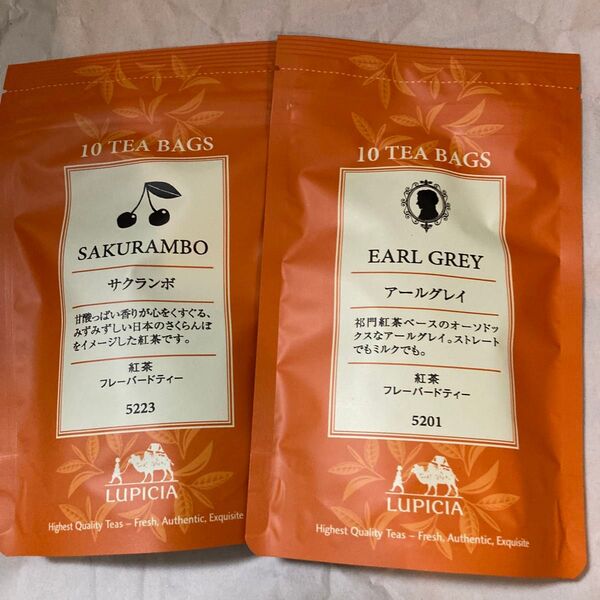 10 TEA BAGS
SAKURAMBO
サクランボ
甘酸っぱい香りが心をくすぐる、
みずみずしい日本のさくらんぼ
をイメージした紅茶です。
紅茶
フレーバードティー
5223
LUPICIA
Highest Quality Teas – Fresh, Authentic, Exquisite
10 TEA BAGS
EARL GREY
アールグレイ
祁門紅茶ベースのオーソドッ
クスなアールグレイ。ストレート
でもミルクでも。
紅茶
フレーバードティー
5201
LUPICIA
Highest Quality Teas – Fresh, Authentic, Exquisite